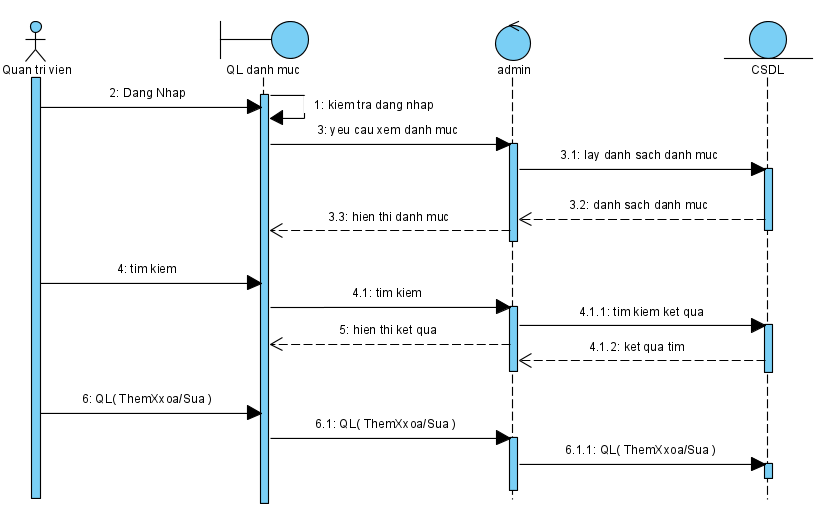 Quan tri vien
QL danh muc
admin
CSDL
2: Dang Nhap
1: kiem tra dang nhap
3: yeu cau xem danh muc
3.1: lay danh sach danh muc
3.2: danh sach danh muc
3.3: hien thi danh muc
4: tim kiem
4.1: tim kiem
4.1.1: tim kiem ket qua
5: hien thi ket qua
4.1.2: ket qua tim
6: QL( ThemXxoa/Sua )
6.1: QL( ThemXxoa/Sua )
6.1.1: QL( ThemXxoa/Sua )